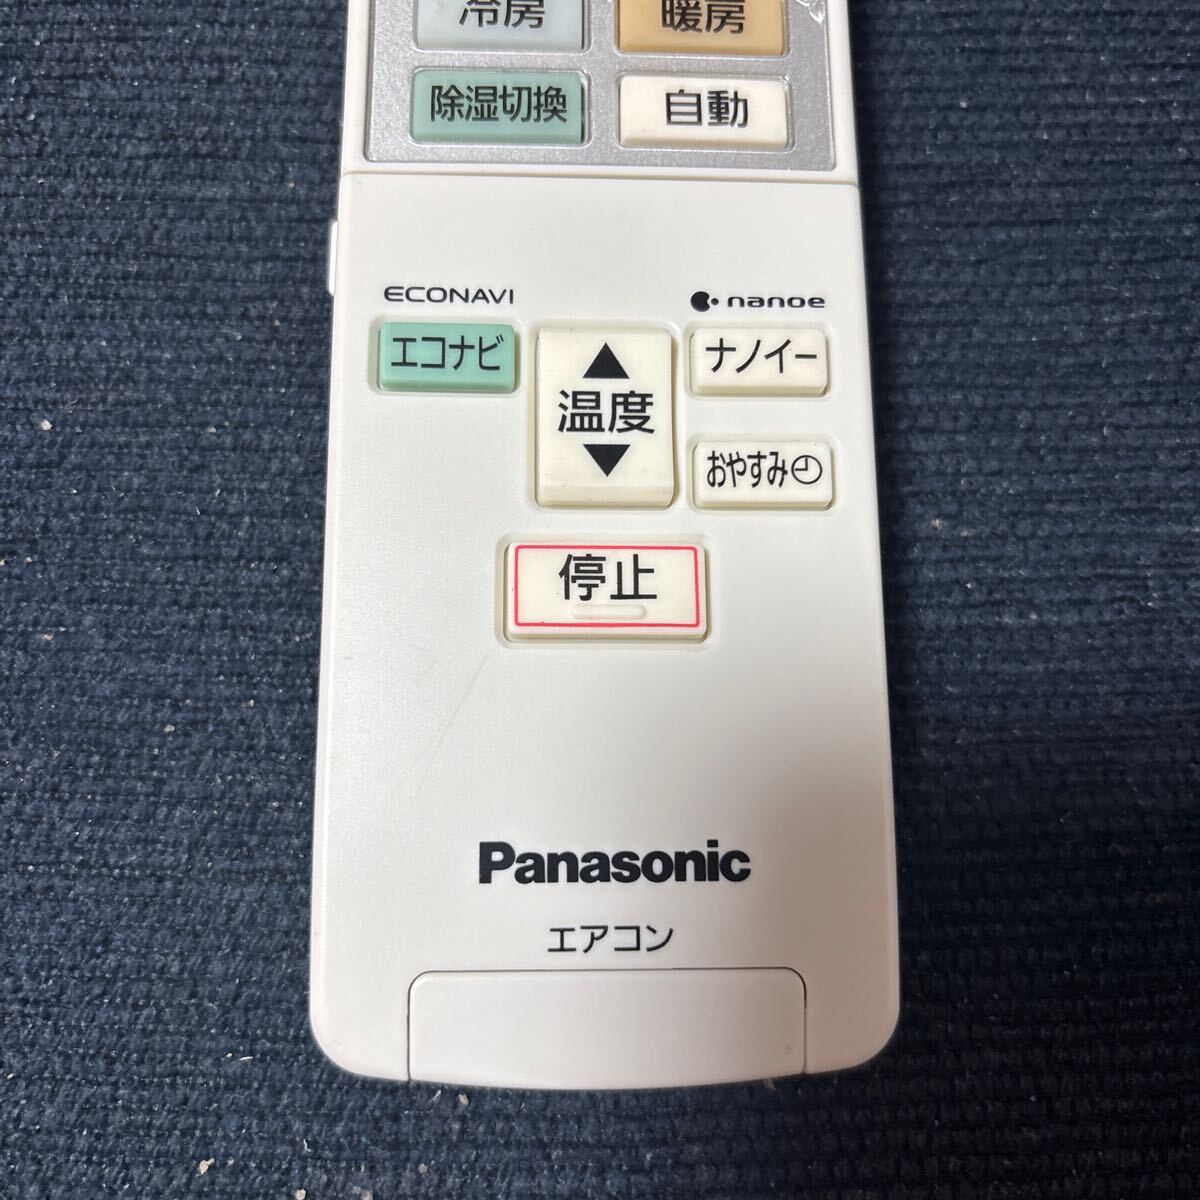 冷房
暖房
除湿切換
自動
ECONAVI
nanoe
エコナビ
温度
ナノイー
おやすみ
停止
Panasonic
エアコン